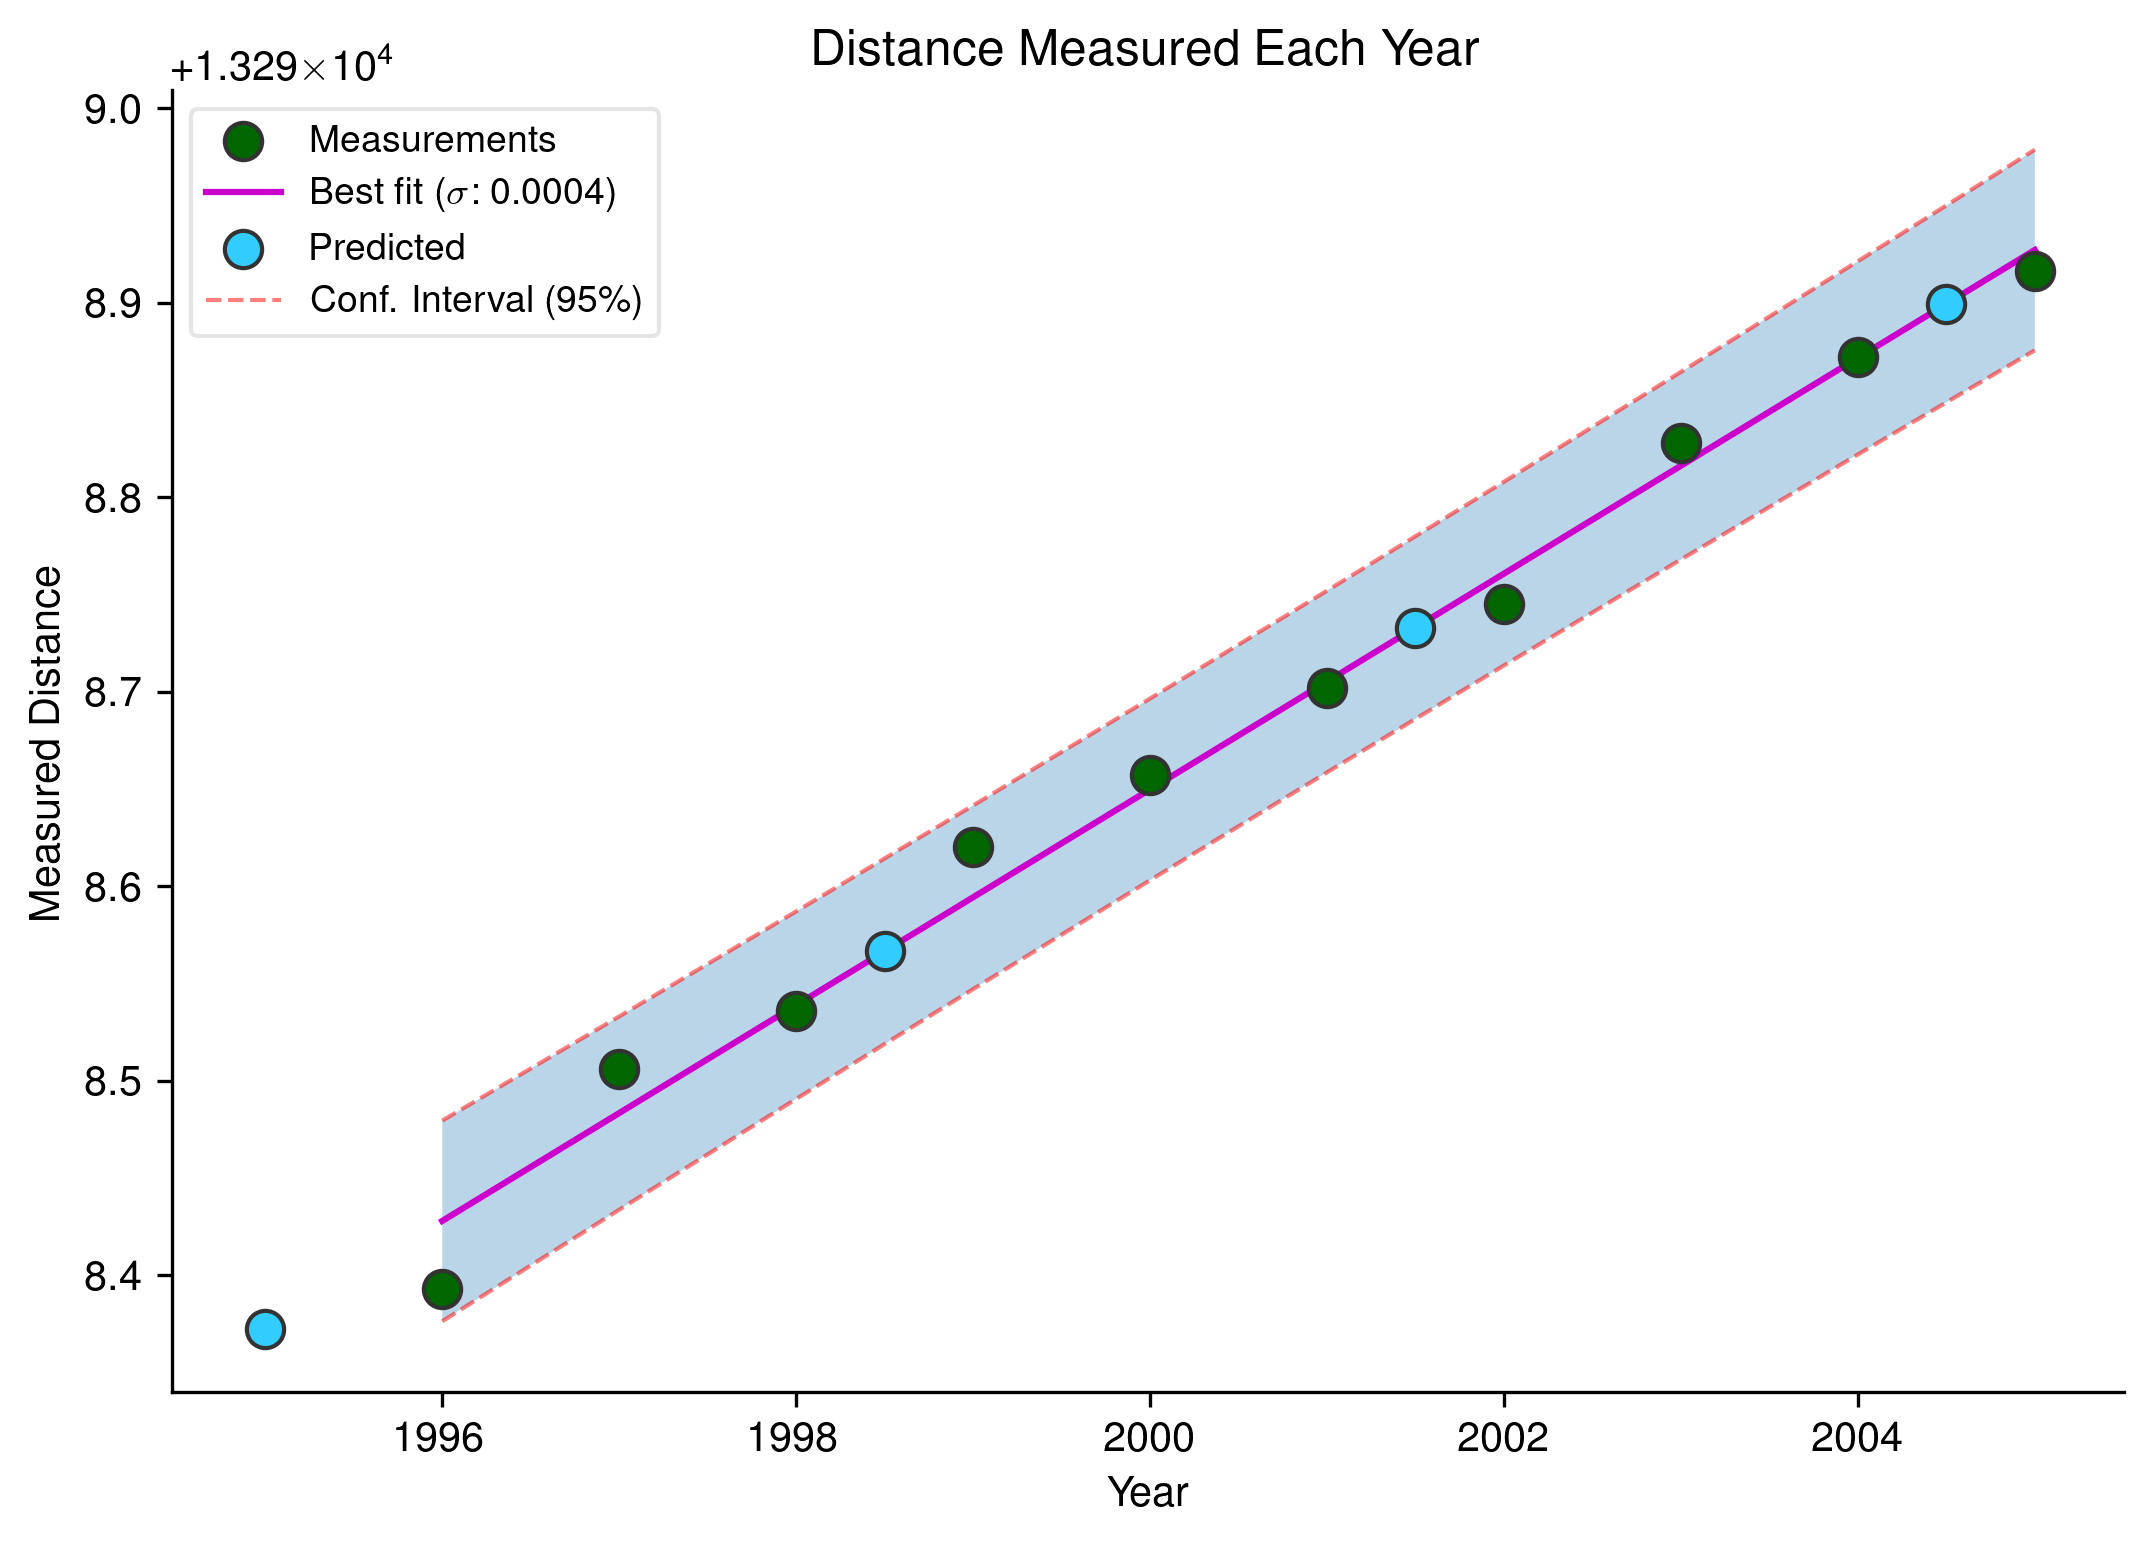 Distance Measured Each Year
+1.329×10⁴
9.0
8.9
8.8
8.7
8.6
8.5
8.4
Measured Distance
Measurements
Best fit (σ: 0.0004)
Predicted
Conf. Interval (95%)
1996 1998 2000 2002 2004
Year